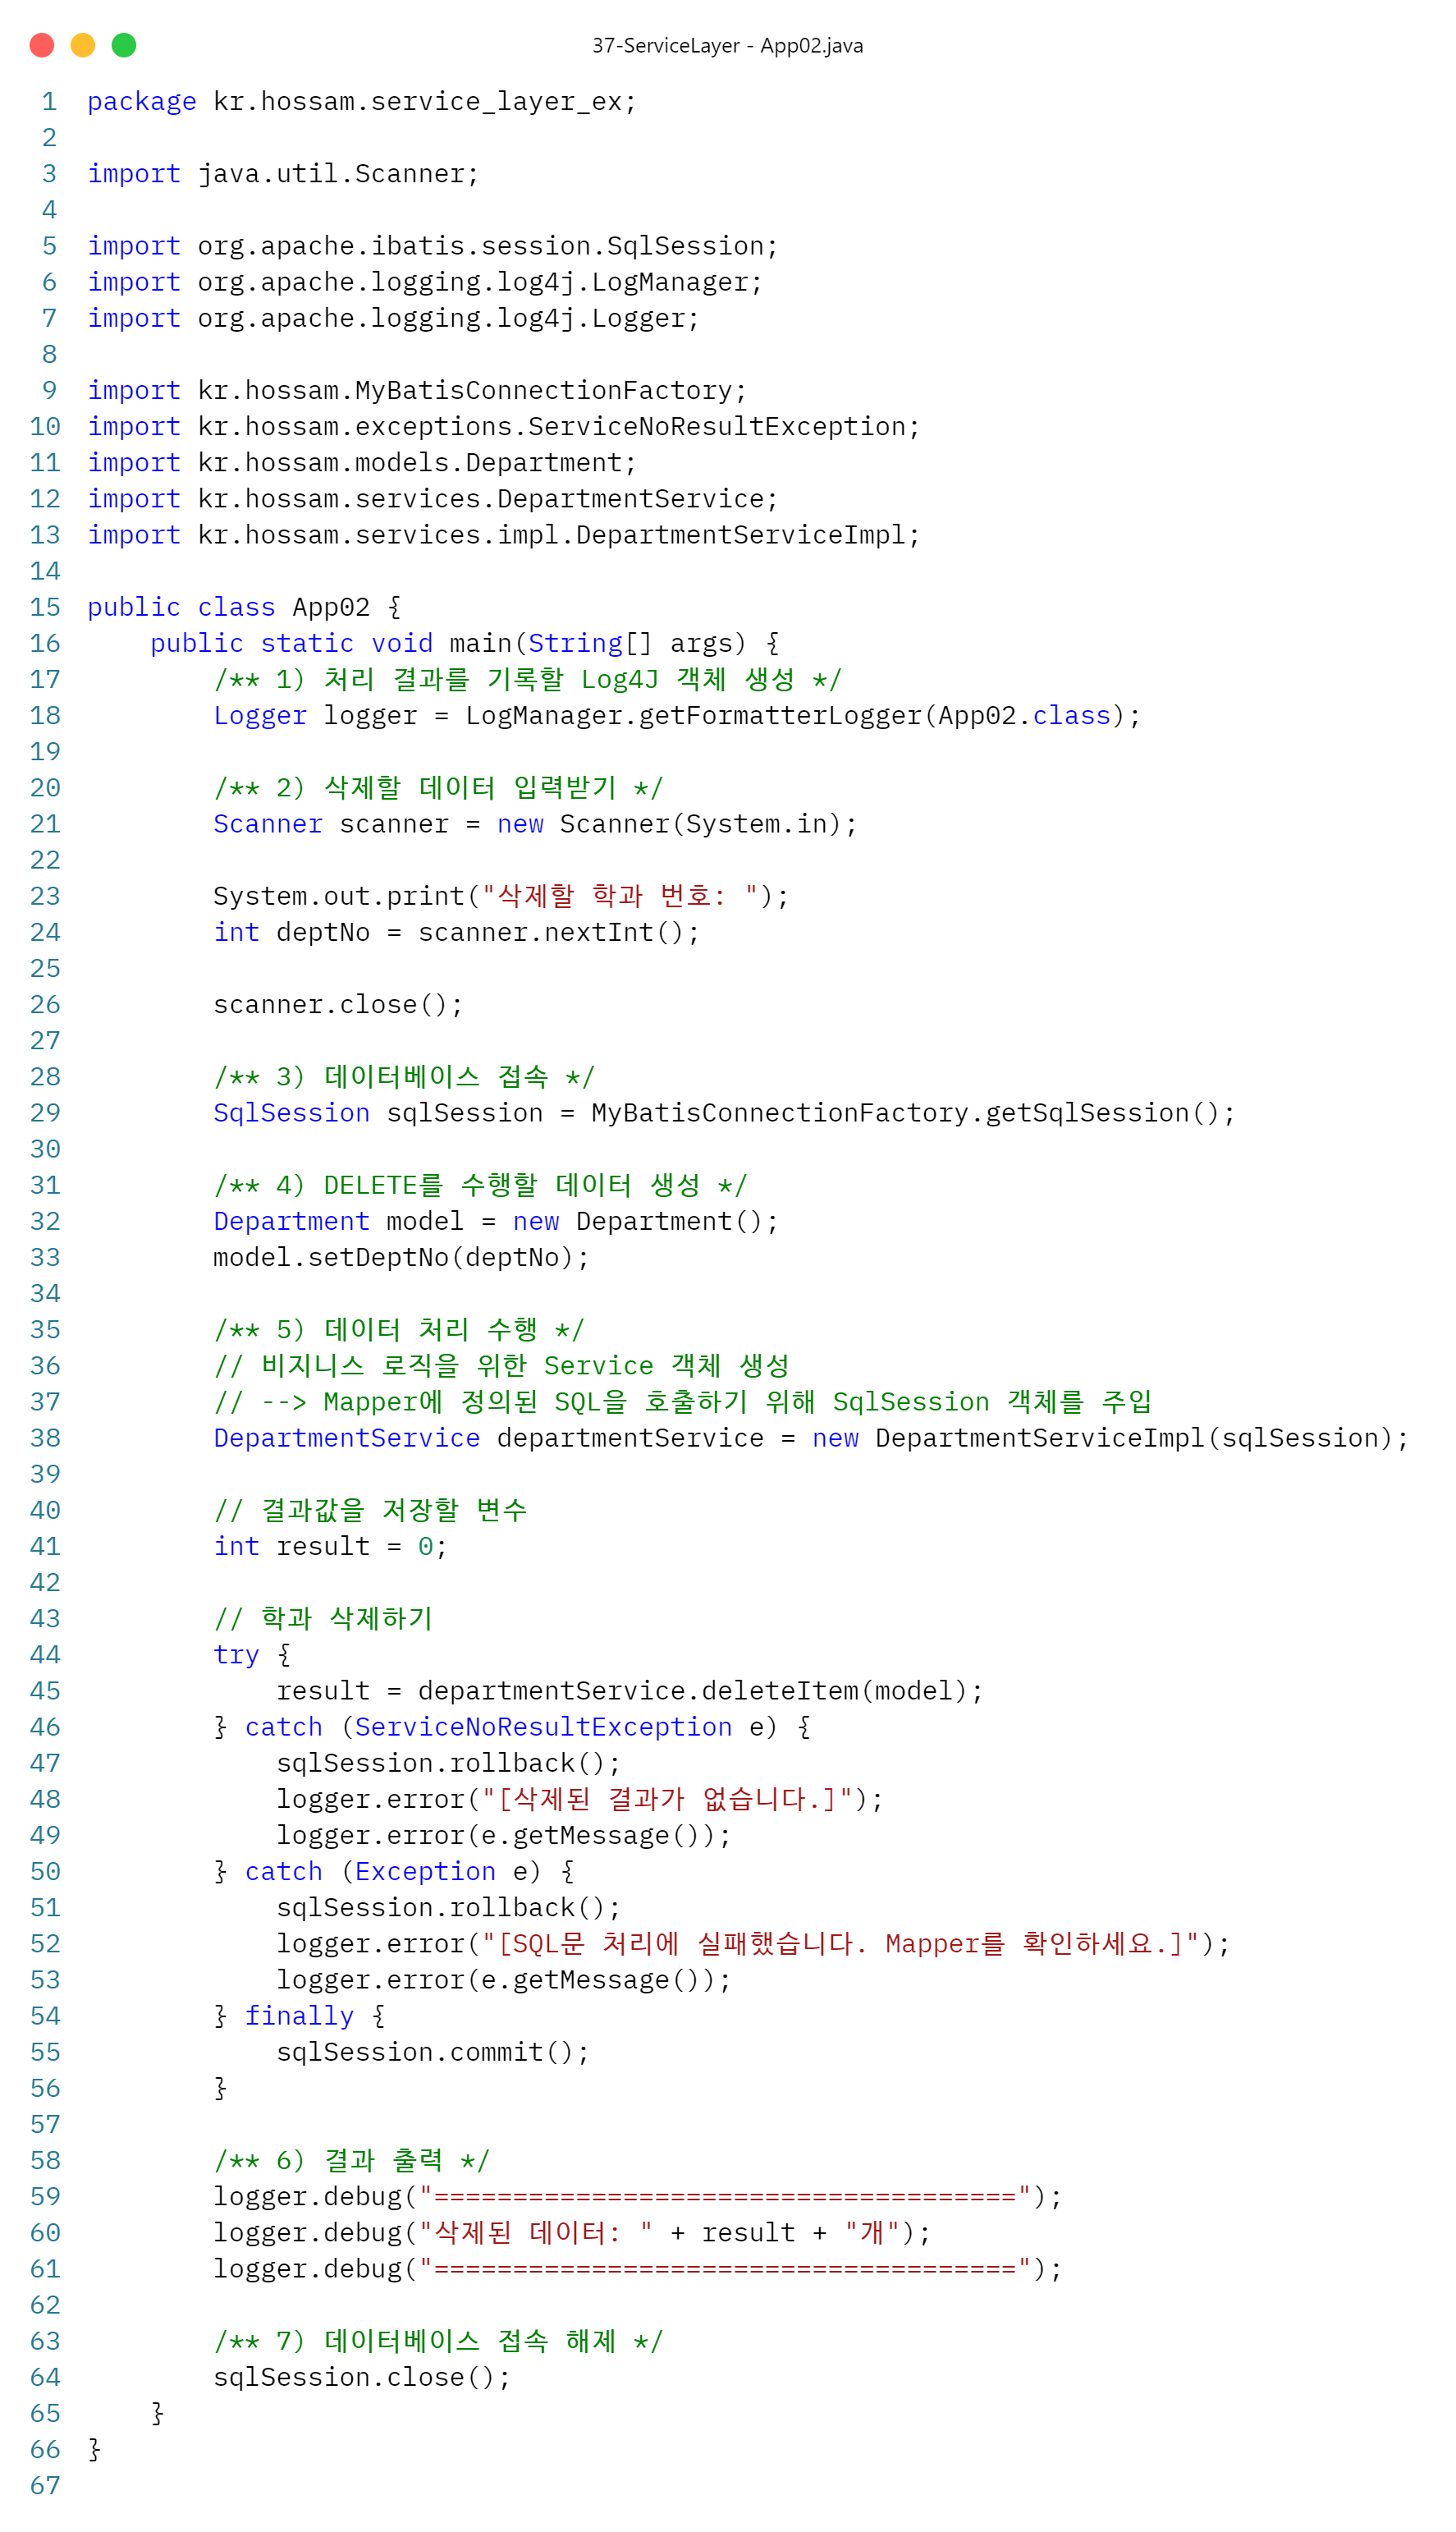 37-ServiceLayer - App02.java
1 package kr.hossam.service_layer_ex;
2
3 import java.util.Scanner;
4
5 import org.apache.ibatis.session.SqlSession;
6 import org.apache.logging.log4j.LogManager;
7 import org.apache.logging.log4j.Logger;
8
9 import kr.hossam.MyBatisConnectionFactory;
10 import kr.hossam.exceptions.ServiceNoResultException;
11 import kr.hossam.models.Department;
12 import kr.hossam.services.DepartmentService;
13 import kr.hossam.services.impl.DepartmentServiceImpl;
14
15 public class App02 {
16     public static void main(String[] args) {
17         /** 1) 처리 결과를 기록할 Log4J 객체 생성 */
18         Logger logger = LogManager.getFormatterLogger(App02.class);
19
20         /** 2) 삭제할 데이터 입력받기 */
21         Scanner scanner = new Scanner(System.in);
22
23         System.out.print("삭제할 학과 번호: ");
24         int deptNo = scanner.nextInt();
25
26         scanner.close();
27
28         /** 3) 데이터베이스 접속 */
29         SqlSession sqlSession = MyBatisConnectionFactory.getSqlSession();
30
31         /** 4) DELETE를 수행할 데이터 생성 */
32         Department model = new Department();
33         model.setDeptNo(deptNo);
34
35         /** 5) 데이터 처리 수행 */
36         // 비지니스 로직을 위한 Service 객체 생성
37         // --> Mapper에 정의된 SQL을 호출하기 위해 SqlSession 객체를 주입
38         DepartmentService departmentService = new DepartmentServiceImpl(sqlSession);
39
40         // 결과값을 저장할 변수
41         int result = 0;
42
43         // 학과 삭제하기
44         try {
45             result = departmentService.deleteItem(model);
46         } catch (ServiceNoResultException e) {
47             sqlSession.rollback();
48             logger.error("[삭제된 결과가 없습니다.]");
49             logger.error(e.getMessage());
50         } catch (Exception e) {
51             sqlSession.rollback();
52             logger.error("[SQL문 처리에 실패했습니다. Mapper를 확인하세요.]");
53             logger.error(e.getMessage());
54         } finally {
55             sqlSession.commit();
56         }
57
58         /** 6) 결과 출력 */
59         logger.debug("=====================================");
60         logger.debug("삭제된 데이터: " + result + "개");
61         logger.debug("=====================================");
62
63         /** 7) 데이터베이스 접속 해제 */
64         sqlSession.close();
65     }
66 }
67